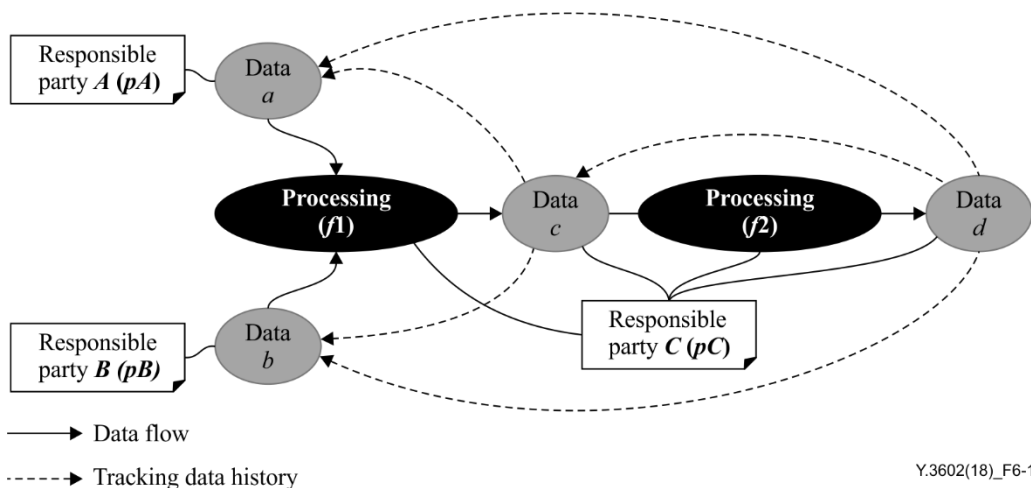 Responsible
party A (pA)
Data
a
Processing
(f1)
Data
c
Processing
(f2)
Data
d
Responsible
party B (pB)
Data
b
Responsible
party C (pC)
Data flow
Tracking data history
Y.3602(18)_F6-1